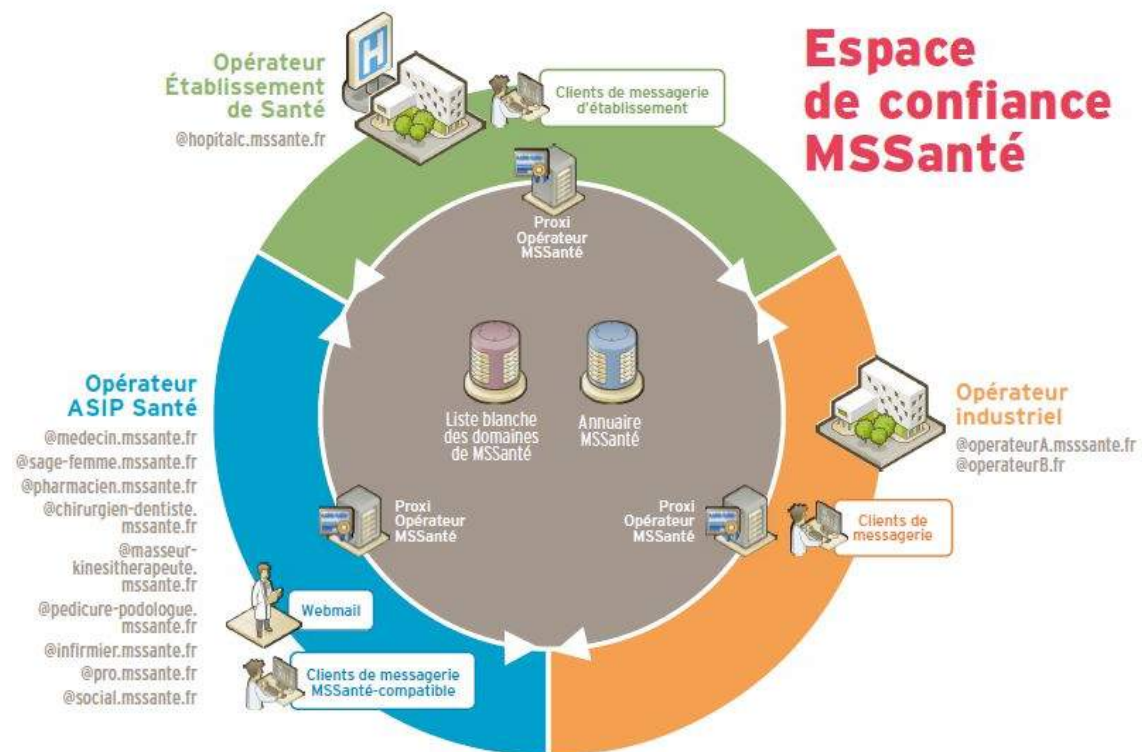 Espace
de confiance
MSSanté
Opérateur
Établissement
de Santé
@hopitalc.mssante.fr
H
Clients de messagerie
d'établissement
Proxi
Opérateur
MSSanté
Liste blanche
des domaines
de MSSanté
Annuaire
MSSanté
Opérateur
ASIP Santé
@medecin.mssante.fr
@sage-femme.mssante.fr
@pharmacien.mssante.fr
@chirurgien-dentiste.
mssante.fr
@masseur-
kinesitherapeute.
mssante.fr
@pedicure-podologue.
mssante.fr
@infirmier.mssante.fr
@pro.mssante.fr
@social.mssante.fr
Proxi
Opérateur
MSSanté
Webmail
Clients de messagerie
MSSanté-compatible
Proxi
Opérateur
MSSanté
Opérateur
industriel
@operateurA.msssante.fr
@operateurB.fr
Clients de
messagerie